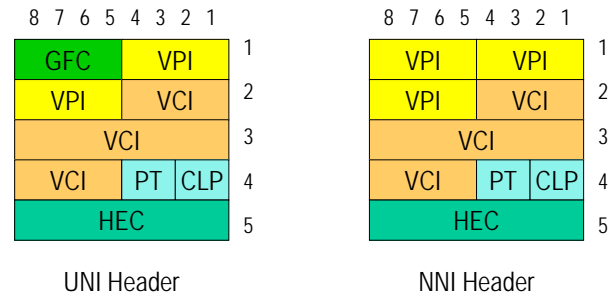 8 7 6 5 4 3 2 1
GFC VPI 1
VPI VCI 2
VCI 3
VCI PT CLP 4
HEC 5
UNI Header
8 7 6 5 4 3 2 1
VPI VPI 1
VPI VCI 2
VCI 3
VCI PT CLP 4
HEC 5
NNI Header